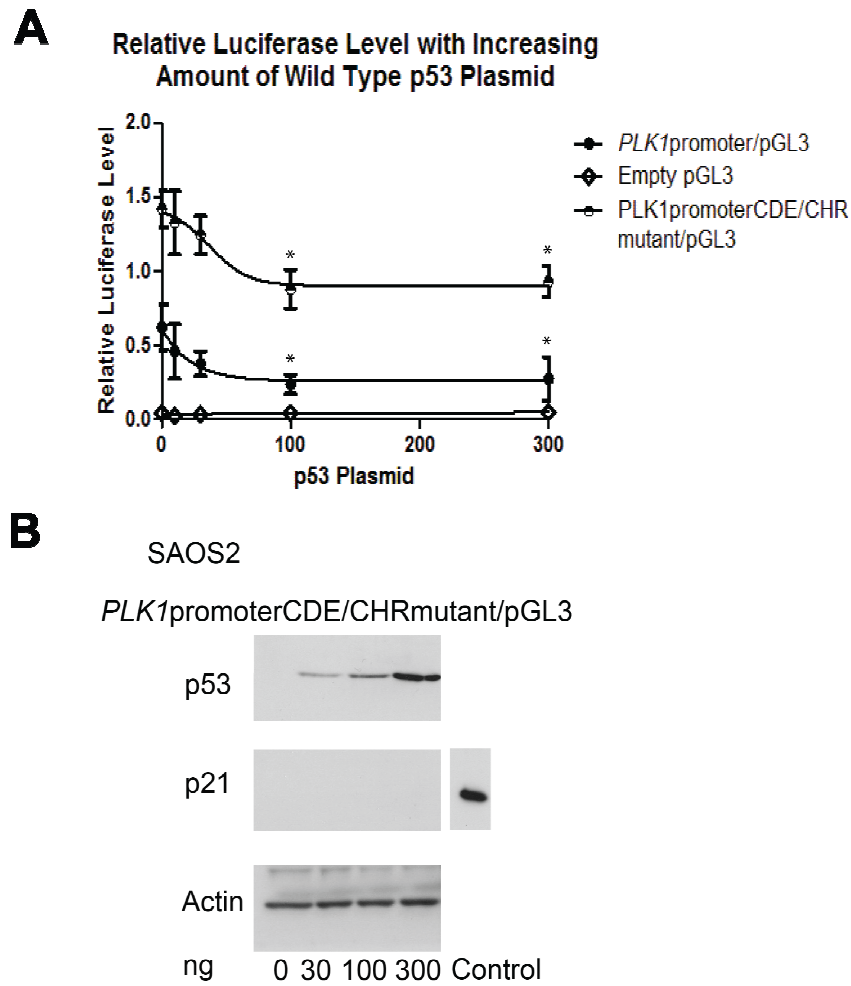 A
Relative Luciferase Level with Increasing
Amount of Wild Type p53 Plasmid
Relative Luciferase Level
2.0
1.5
1.0
0.5
0.0
* *
* *
0 100 200 300
p53 Plasmid
PLK1promoter/pGL3
Empty pGL3
PLK1promoterCDE/CHR
mutant/pGL3
B
SAOS2
PLK1promoterCDE/CHRmutant/pGL3
p53
p21
Actin
ng 0 30 100 300 Control